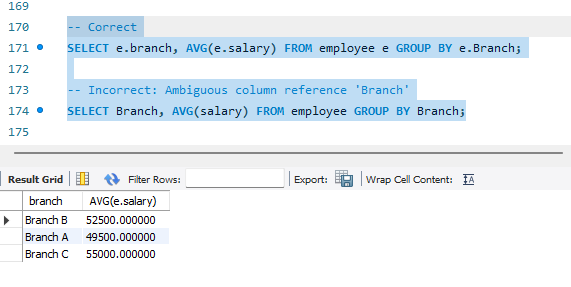 169
170 -- Correct
171 SELECT e.branch, AVG(e.salary) FROM employee e GROUP BY e.Branch;
172
173 -- Incorrect: Ambiguous column reference 'Branch'
174 SELECT Branch, AVG(salary) FROM employee GROUP BY Branch;
175
Result Grid Filter Rows: Export: Wrap Cell Content: IA
branch AVG(e.salary)
Branch B 52500.000000
Branch A 49500.000000
Branch C 55000.000000